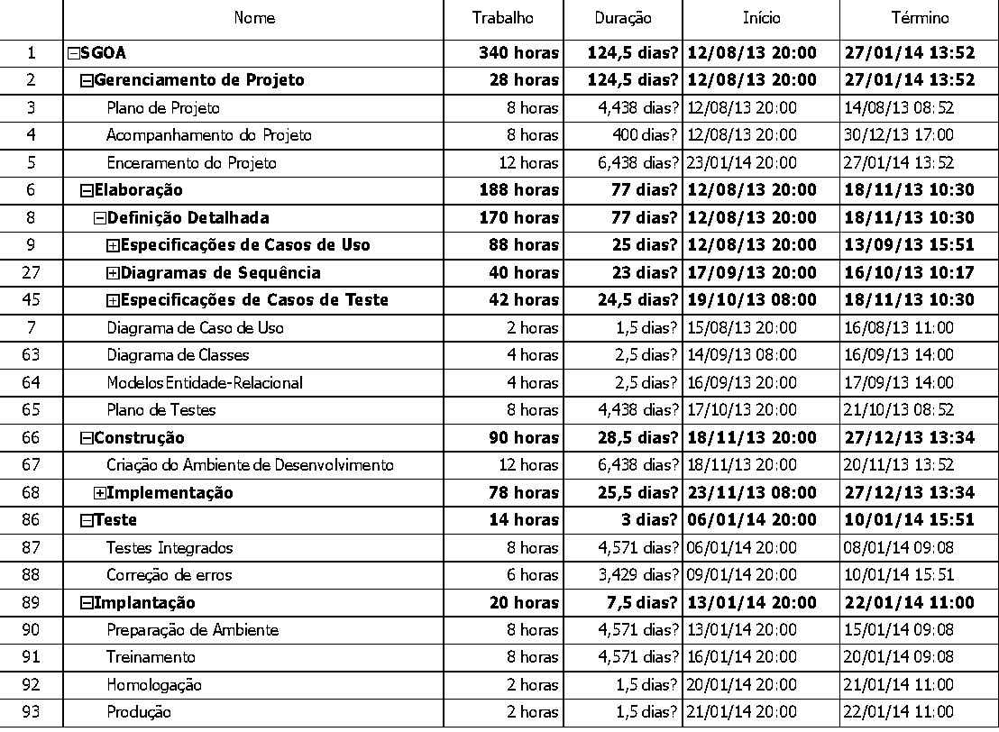 Nome Trabalho Duração Início Término
1 SGOA 340 horas 124,5 dias? 12/08/13 20:00 27/01/14 13:52
2 Gerenciamento de Projeto 28 horas 124,5 dias? 12/08/13 20:00 27/01/14 13:52
3 Plano de Projeto 8 horas 4,438 dias? 12/08/13 20:00 14/08/13 08:52
4 Acompanhamento do Projeto 8 horas 400 dias? 12/08/13 20:00 30/12/13 17:00
5 Enceramento do Projeto 12 horas 6,438 dias? 23/01/14 20:00 27/01/14 13:52
6 Elaboração 188 horas 77 dias? 12/08/13 20:00 18/11/13 10:30
8 Definição Detalhada 170 horas 77 dias? 12/08/13 20:00 18/11/13 10:30
9 Especificações de Casos de Uso 88 horas 25 dias? 12/08/13 20:00 13/09/13 15:51
27 Diagramas de Sequência 40 horas 23 dias? 17/09/13 20:00 16/10/13 10:17
45 Especificações de Casos de Teste 42 horas 24,5 dias? 19/10/13 08:00 18/11/13 10:30
7 Diagrama de Caso de Uso 2 horas 1,5 dias? 15/08/13 20:00 16/08/13 11:00
63 Diagrama de Classes 4 horas 2,5 dias? 14/09/13 08:00 16/09/13 14:00
64 Modelos Entidade-Relacional 4 horas 2,5 dias? 16/09/13 20:00 17/09/13 14:00
65 Plano de Testes 8 horas 4,438 dias? 17/10/13 20:00 21/10/13 08:52
66 Construção 90 horas 28,5 dias? 18/11/13 20:00 27/12/13 13:34
67 Criação do Ambiente de Desenvolvimento 12 horas 6,438 dias? 18/11/13 20:00 20/11/13 13:52
68 Implementação 78 horas 25,5 dias? 23/11/13 08:00 27/12/13 13:34
86 Teste 14 horas 3 dias? 06/01/14 20:00 10/01/14 15:51
87 Testes Integrados 8 horas 4,571 dias? 06/01/14 20:00 08/01/14 09:08
88 Correção de erros 6 horas 3,429 dias? 09/01/14 20:00 10/01/14 15:51
89 Implantação 20 horas 7,5 dias? 13/01/14 20:00 22/01/14 11:00
90 Preparação de Ambiente 8 horas 4,571 dias? 13/01/14 20:00 15/01/14 09:08
91 Treinamento 8 horas 4,571 dias? 16/01/14 20:00 20/01/14 09:08
92 Homologação 2 horas 1,5 dias? 20/01/14 20:00 21/01/14 11:00
93 Produção 2 horas 1,5 dias? 21/01/14 20:00 22/01/14 11:00